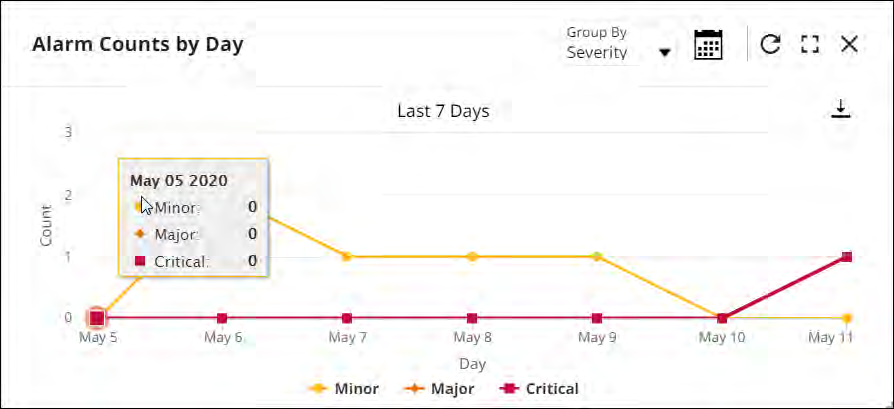 Alarm Counts by Day
Group By
Severity
Last 7 Days
3
2
1
0
Count
May 05 2020
Minor: 0
Major: 0
Critical: 0
May 5
May 6
May 7
May 8
May 9
May 10
May 11
Day
Minor
Major
Critical